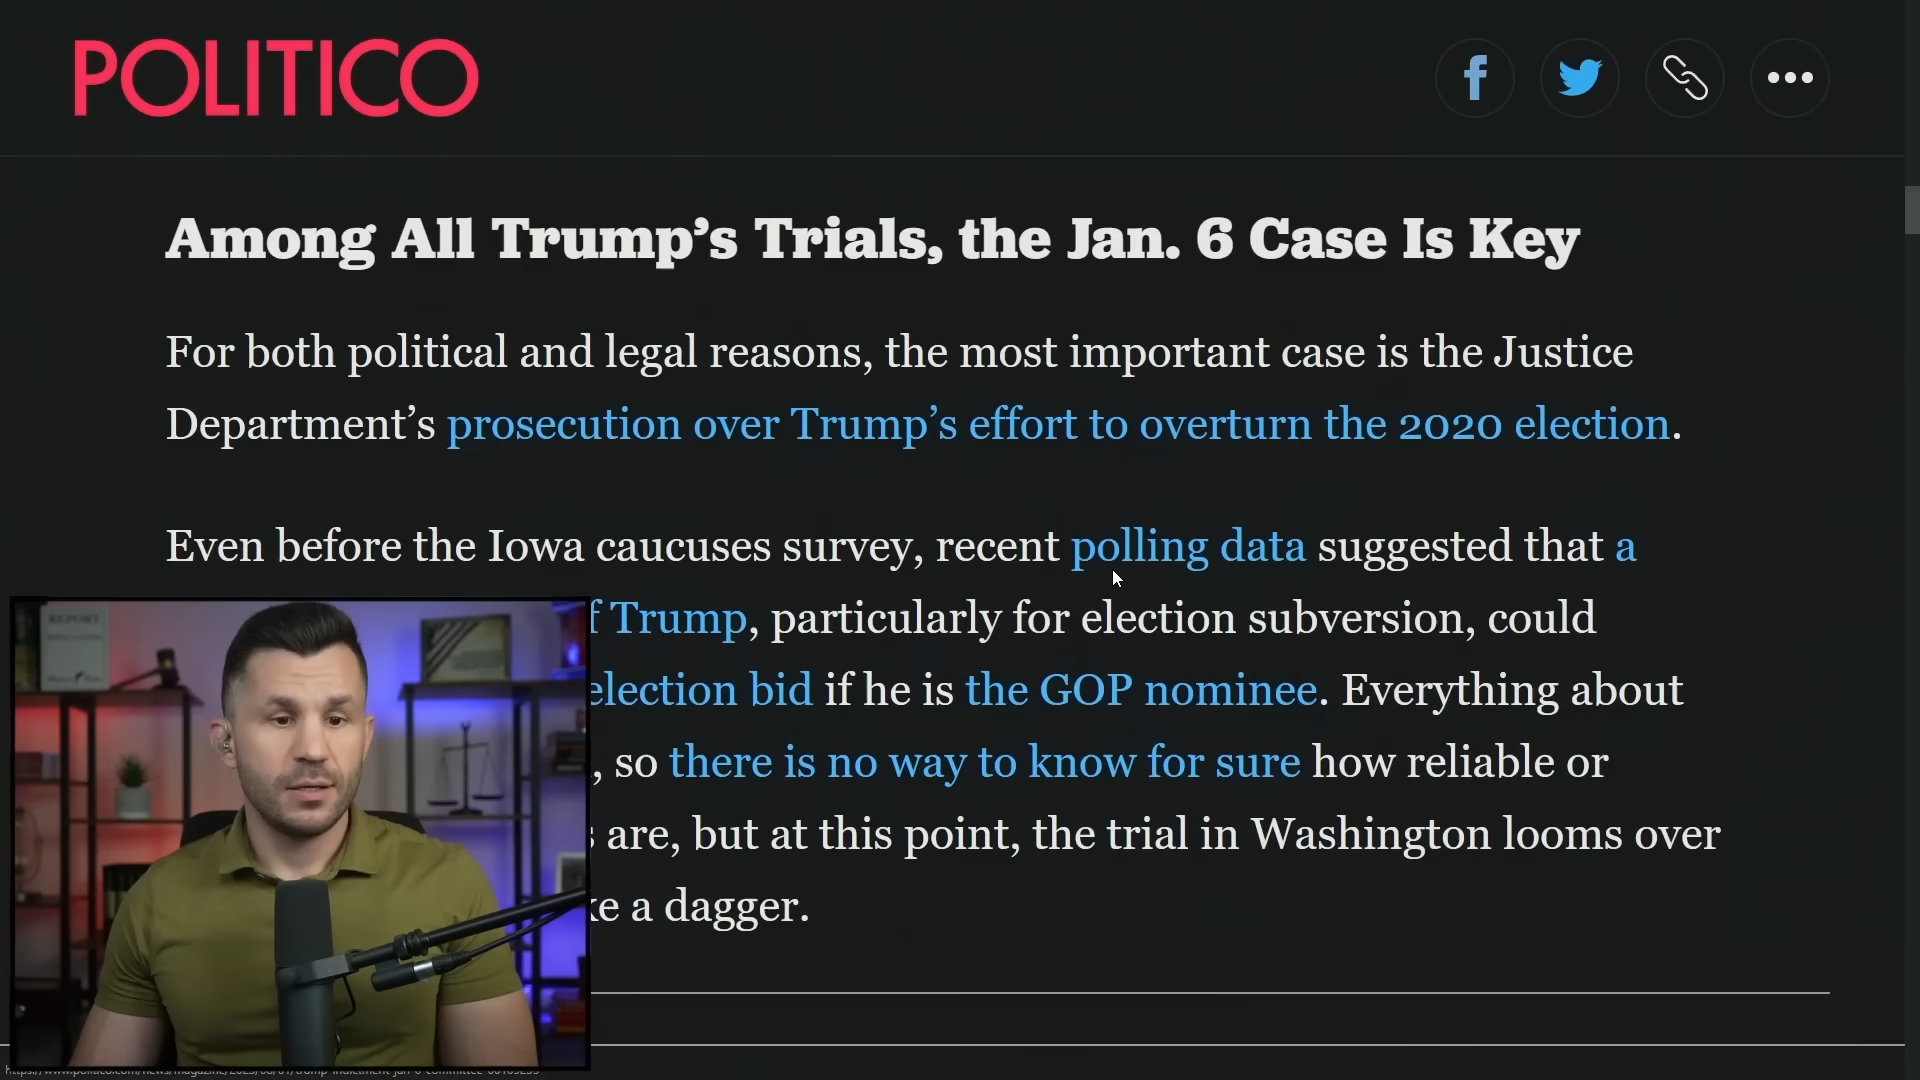 POLITICO
Among All Trump’s Trials, the Jan. 6 Case Is Key
For both political and legal reasons, the most important case is the Justice
Department’s prosecution over Trump’s effort to overturn the 2020 election.
Even before the Iowa caucuses survey, recent polling data suggested that a
f Trump, particularly for election subversion, could
election bid if he is the GOP nominee. Everything about
, so there is no way to know for sure how reliable or
s are, but at this point, the trial in Washington looms over
ke a dagger.
REPORT